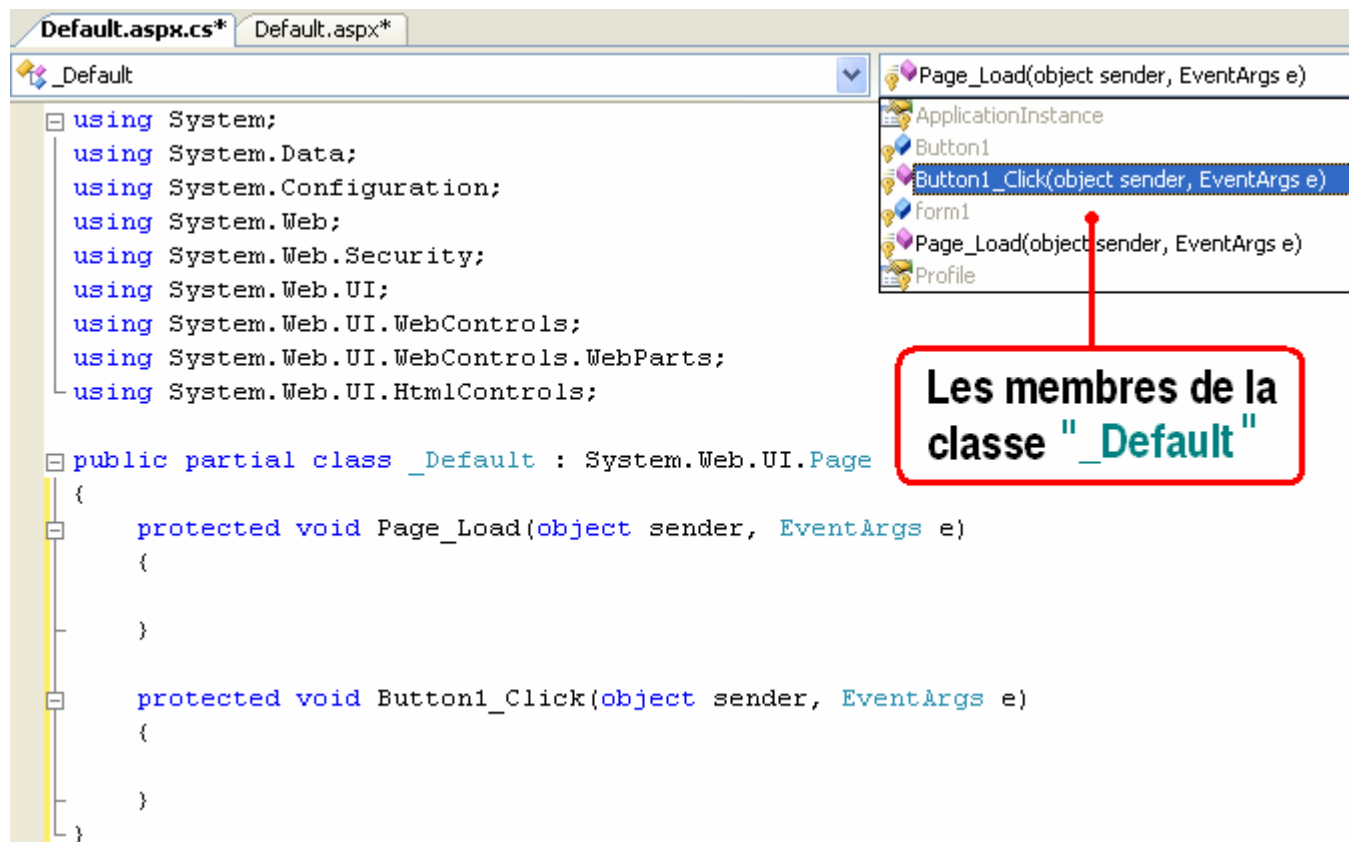 Default.aspx.cs* Default.aspx*
_Default Page_Load(object sender, EventArgs e)
ApplicationInstance
Button1
Button1_Click(object sender, EventArgs e)
form1
Page_Load(object sender, EventArgs e)
Profile
using System;
using System.Data;
using System.Configuration;
using System.Web;
using System.Web.Security;
using System.Web.UI;
using System.Web.UI.WebControls;
using System.Web.UI.WebControls.WebParts;
using System.Web.UI.HtmlControls;
Les membres de la
classe "_Default"
public partial class _Default : System.Web.UI.Page
{
protected void Page_Load(object sender, EventArgs e)
{
}
protected void Button1_Click(object sender, EventArgs e)
{
}
}